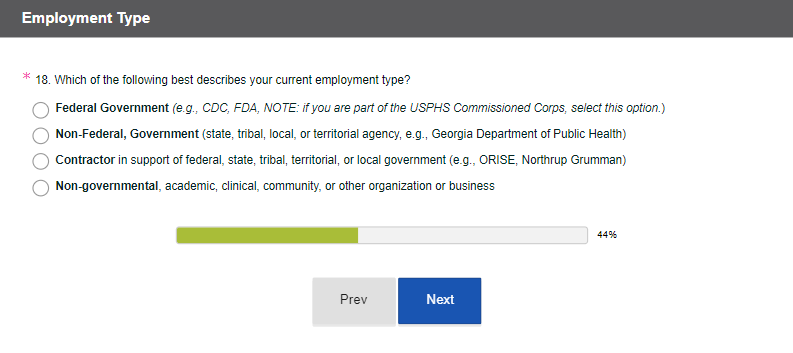 Employment Type
* 18. Which of the following best describes your current employment type?
Federal Government (e.g., CDC, FDA, NOTE: if you are part of the USPHS Commissioned Corps, select this option.)
Non-Federal, Government (state, tribal, local, or territorial agency, e.g., Georgia Department of Public Health)
Contractor in support of federal, state, tribal, territorial, or local government (e.g., ORISE, Northrup Grumman)
Non-governmental, academic, clinical, community, or other organization or business
44%
Prev Next